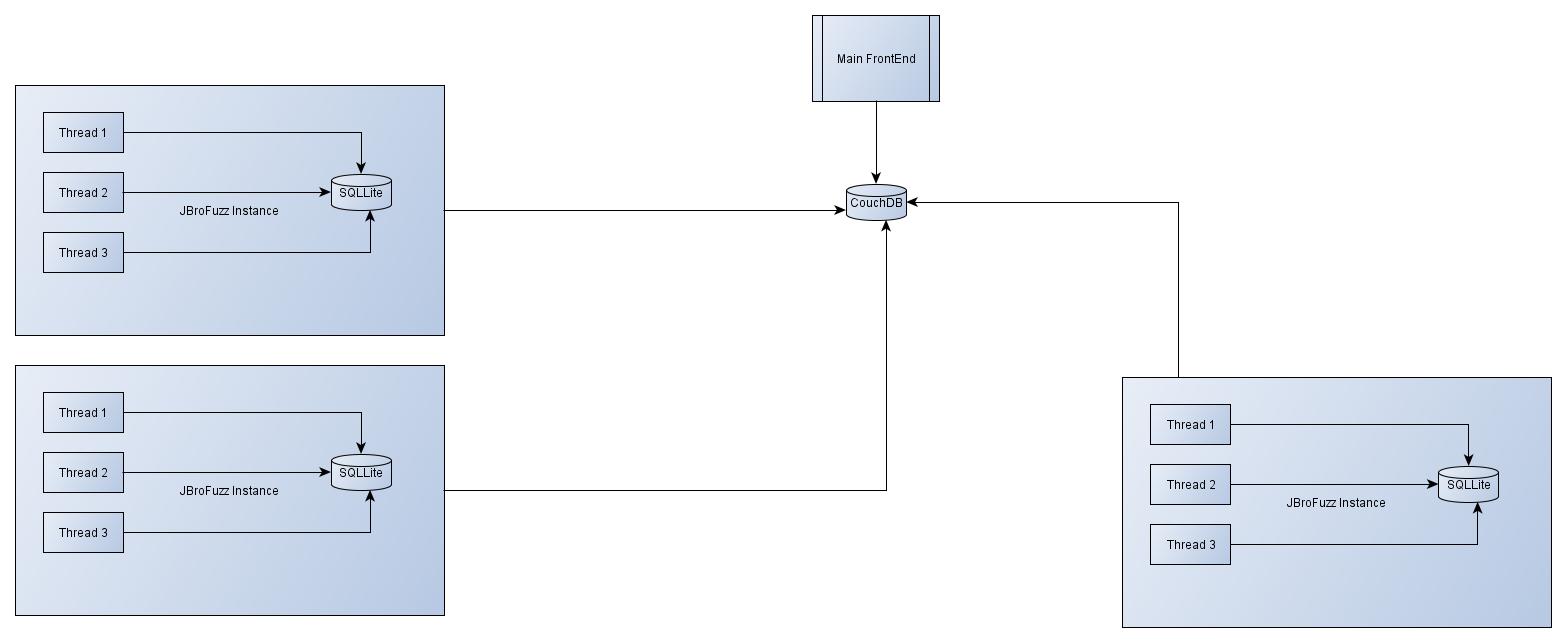 Main FrontEnd
Thread 1
Thread 2
SQLLite
JBroFuzz Instance
Thread 3
CouchDB
Thread 1
Thread 2
SQLLite
JBroFuzz Instance
Thread 3
Thread 1
Thread 2
SQLLite
JBroFuzz Instance
Thread 3